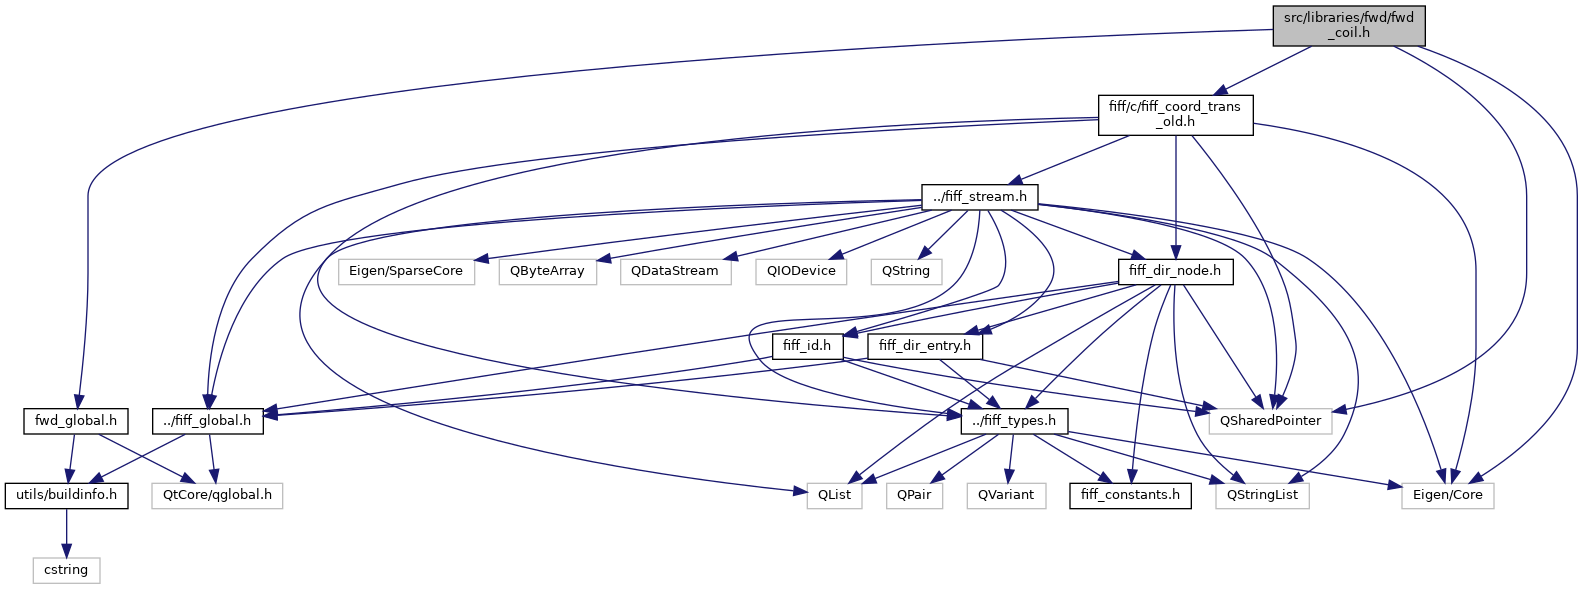 src/libraries/fwd/fwd
_coil.h
fiff/c/fiff_coord_trans
_old.h
../fiff_stream.h
Eigen/SparseCore
QByteArray
QDataStream
QIODevice
QString
fiff_dir_node.h
fiff_id.h
fiff_dir_entry.h
fwd_global.h
../fiff_global.h
../fiff_types.h
QSharedPointer
utils/buildinfo.h
QtCore/qglobal.h
QList
QPair
QVariant
fiff_constants.h
QStringList
Eigen/Core
cstring